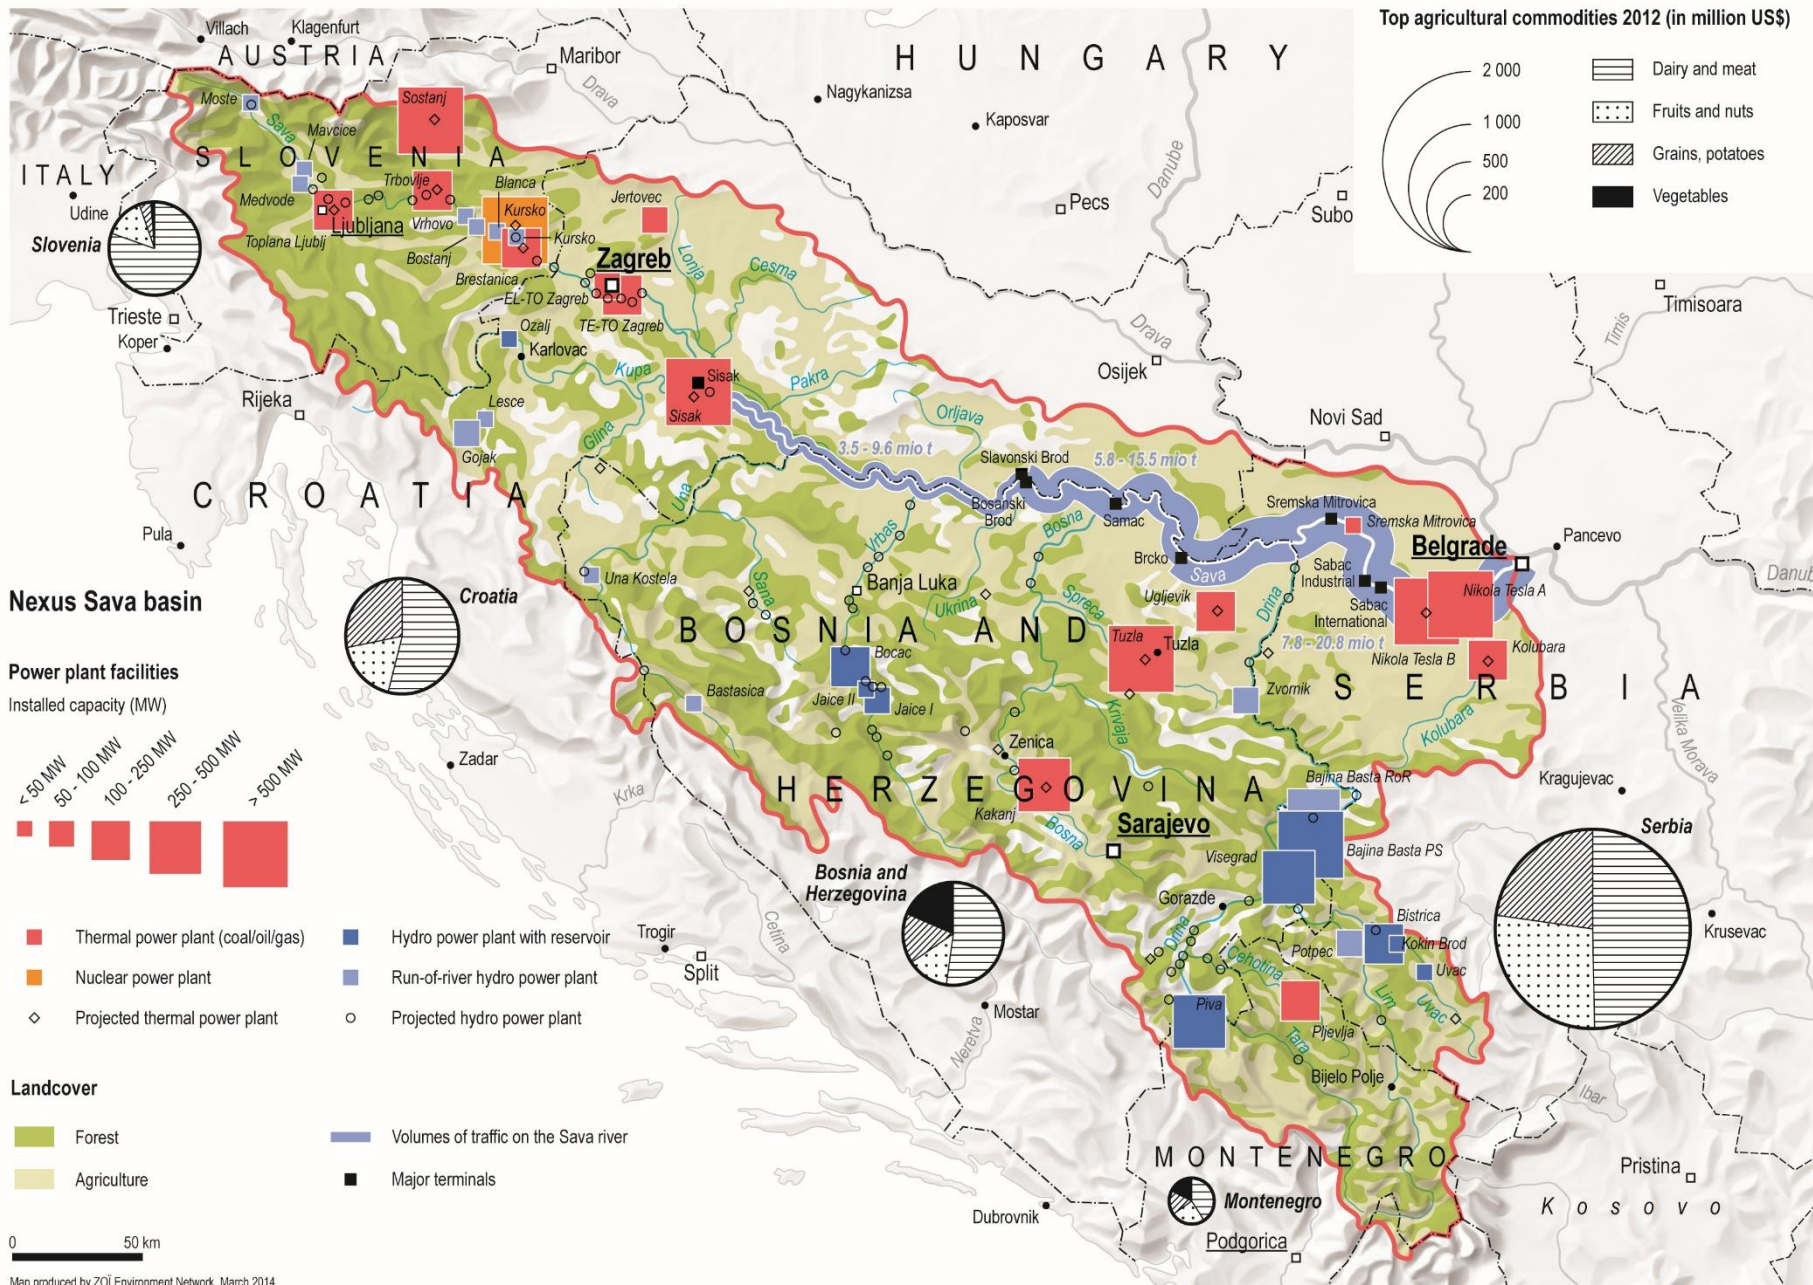 Villach
Klagenfurt
AUSTRIA
Maribor
Drava
HUNGARY
Nagykanizsa
Kaposvar
Danube
Pecs
Subo
Top agricultural commodities 2012 (in million US$)
2 000
1 000
500
200
Dairy and meat
Fruits and nuts
Grains, potatoes
Vegetables
Moste
Sava
Mavcice
Sostanj
SLOVENIA
ITALY
Udine
Slovenia
Medvode
Trbovlje
Blanca
Jertovec
Toplana Ljublj
Ljubljana
Vrhovo
Kursko
Kursko
Bostanj
Brestanica
Zagreb
EL-TO Zagreb
TE-TO Zagreb
Lonja
Cesma
Trieste
Koper
Ozalj
Karlovac
Kupa
Sisak
Sisak
Pakra
Drava
Osijek
Timis
Timisoara
Rijeka
Lesce
Gojak
Glina
Orljava
Novi Sad
CROATIA
Pula
Una
3.5 - 9.6 mio t
Slavonski Brod
5.8 - 15.5 mio t
Bosanski
Brod
Bosna
Samac
Sremska Mitrovica
Sremska Mitrovica
Belgrade
Pancevo
Danub
Vrbas
Brcko
Sava
Sabac
Industrial
Sabac
International
Nikola Tesla A
Nikola Tesla B
Kolubara
7.8 - 20.8 mio t
Una Kostela
Sana
Banja Luka
Ukrina
Spreca
Ugljevik
Drina
Croatia
BOSNIA AND
HERZEGOVINA
Tuzla
Tuzla
Bocac
Bastasica
Jaice II
Jaice I
Zvornik
SERBIA
Krivaja
Kolubara
Velika Morava
Zenica
Kakanj
Bosna
Sarajevo
Bajina Basta RoR
Bajina Basta PS
Visegrad
Kragujevac
Serbia
Zadar
Krka
Cetina
Bosnia and
Herzegovina
Gorazde
Drina
Cehotina
Bistrica
Potpec
Kokin Brod
Uvac
Uvac
Krusevac
Trogir
Split
Mostar
Neretva
Piva
Pljevlja
Lim
Tara
Bijelo Polje
Ibar
MONTENEGRO
Montenegro
Dubrovnik
Podgorica
Pristina
Kosovo
Nexus Sava basin
Power plant facilities
Installed capacity (MW)
< 50 MW
50 - 100 MW
100 - 250 MW
250 - 500 MW
> 500 MW
Thermal power plant (coal/oil/gas)
Nuclear power plant
Projected thermal power plant
Hydro power plant with reservoir
Run-of-river hydro power plant
Projected hydro power plant
Landcover
Forest
Agriculture
Volumes of traffic on the Sava river
Major terminals
0 50 km
Map produced by ZOÏ Environment Network, March 2014